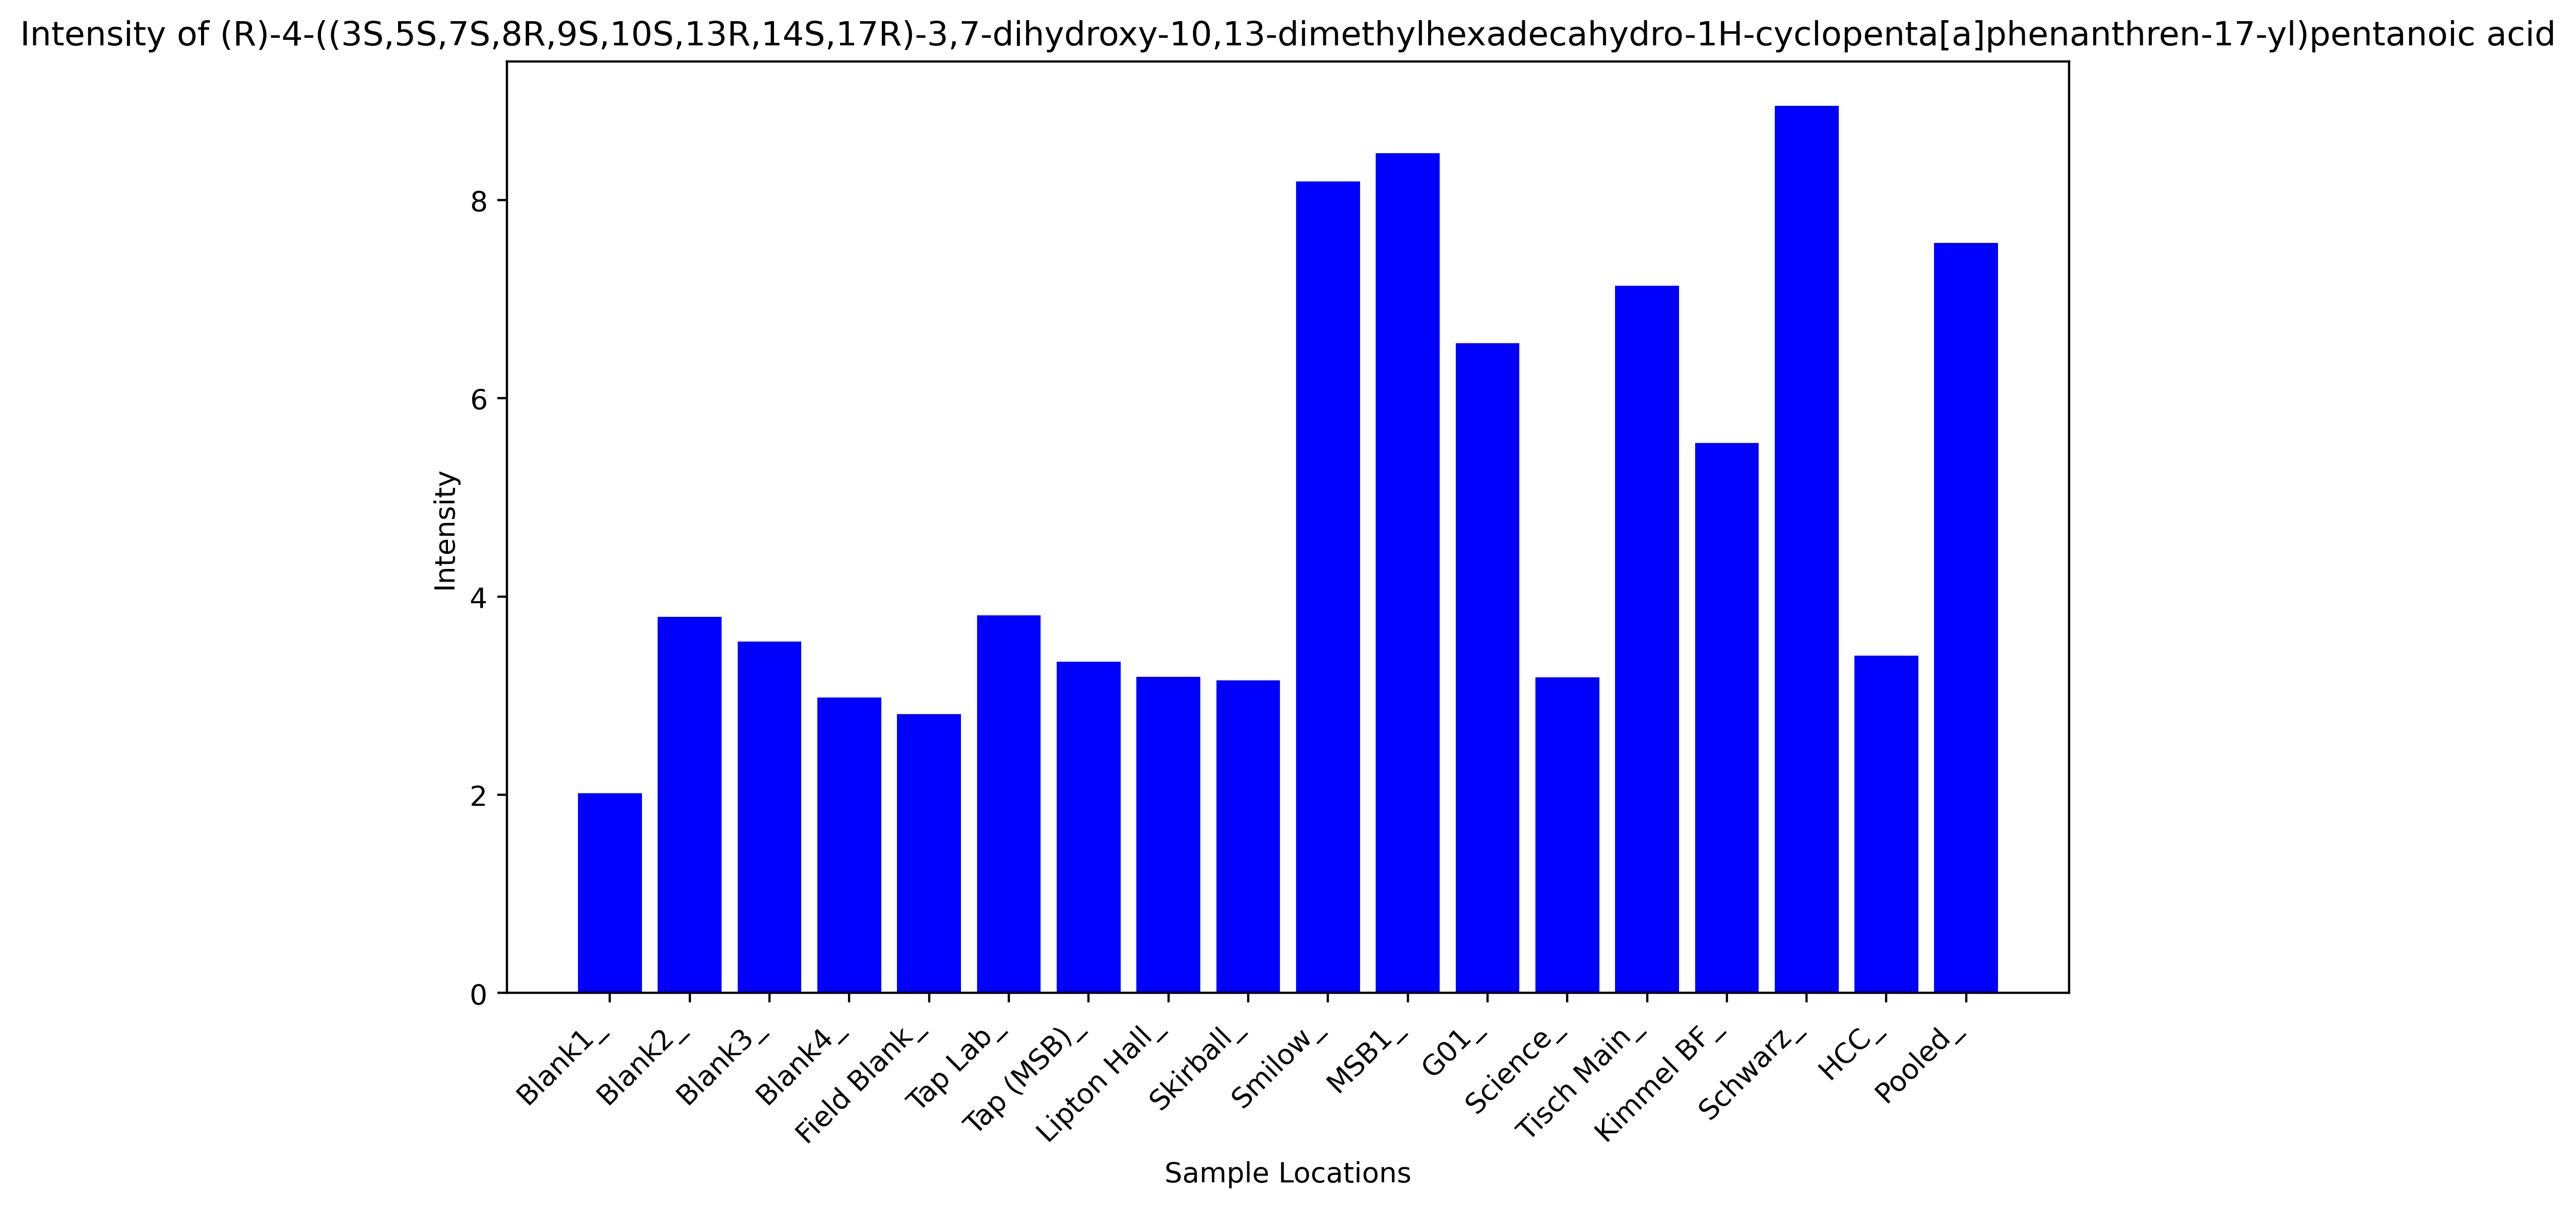 Intensity of (R)-4-((3S,5S,7S,8R,9S,10S,13R,14S,17R)-3,7-dihydroxy-10,13-dimethylhexadecahydro-1H-cyclopenta[a]phenanthren-17-yl)pentanoic acid
Intensity
8
6
4
2
0
Blank1_
Blank2_
Blank3_
Blank4_
Field Blank_
Tap Lab_
Tap (MSB)_
Lipton Hall_
Skirball_
Smilow_
MSB1_
G01_
Science_
Tisch Main_
Kimmel BF_
Schwarz_
HCC_
Pooled_
Sample Locations